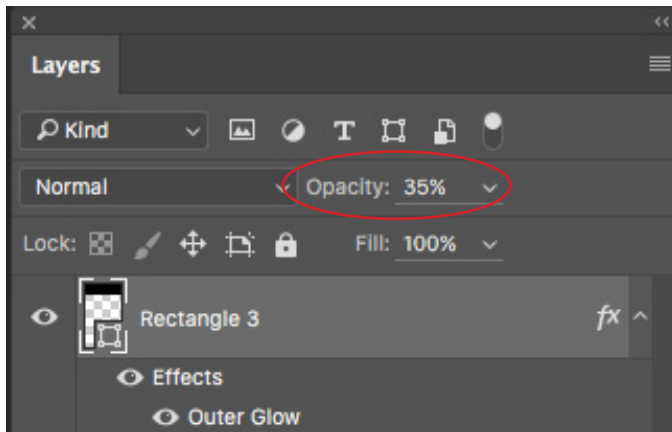 Layers
Kind
T
Normal Opacity: 35%
Lock: Fill: 100%
Rectangle 3 fx
Effects
Outer Glow